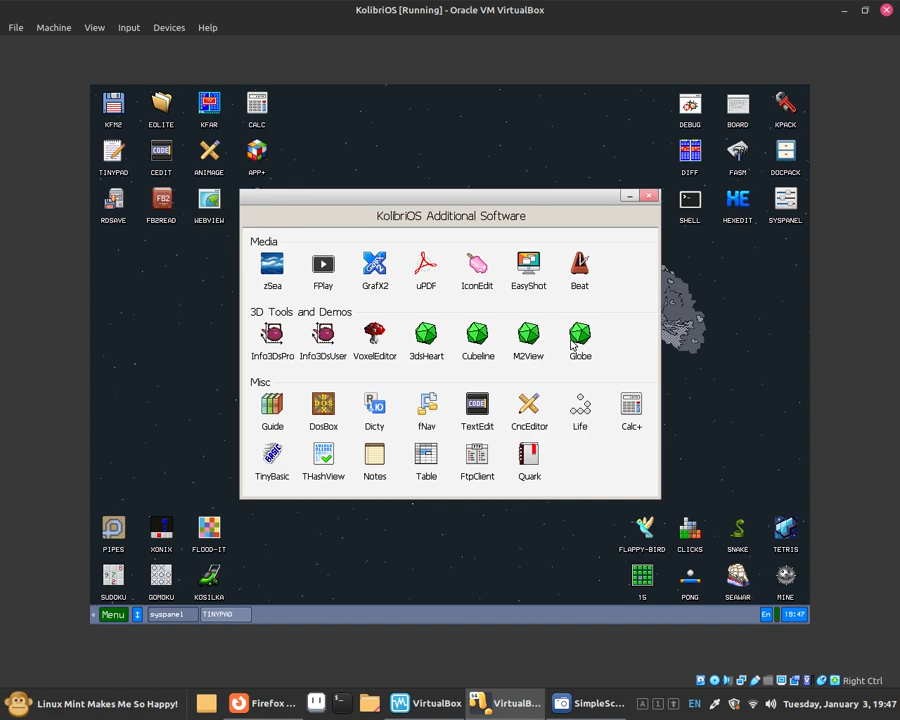 KolibriOS [Running] - Oracle VM VirtualBox
File Machine View Input Devices Help
KFM2 EOLITE KFAR CALC DEBUG BOARD KPACK
TINYPAD CEDIT ANIMAGE APP+ DIFF FASM DOCPACK
RDSAVE FB2READ WEBVIEW SHELL HEXEDIT SYSPANEL
KolibriOS Additional Software
Media
zSea FPlay GrafX2 uPDF IconEdit EasyShot Beat
3D Tools and Demos
Info3DsPro Info3DsUser VoxelEditor 3dsHeart Cubeline M2View Globe
Misc
Guide DosBox Dicty fNav TextEdit CncEditor Life Calc+
TinyBasic THashView Notes Table FtpClient Quark
PIPES XONIX FLOOD-IT FLAPPY-BIRD CLICKS SNAKE TETRIS
SUDOKU GOMOKU KOSILKA 15 PONG SEAWAR MINE
Menu syspanel TINYPAD En 19:47
Right Ctrl
Linux Mint Makes Me So Happy! Firefox ... VirtualBox VirtualB... SimpleSc... A 1 EN Tuesday, January 3, 19:47